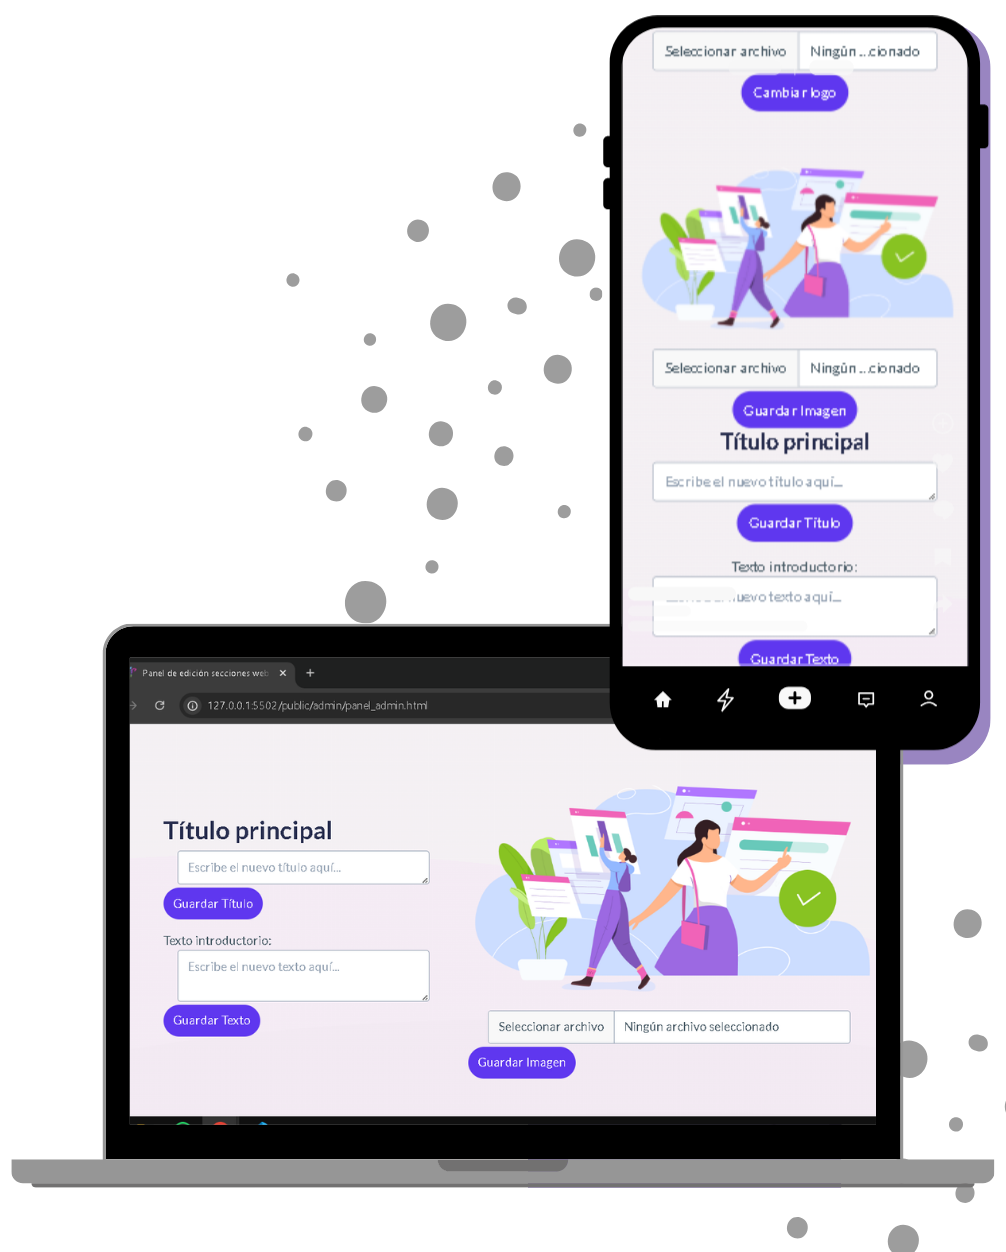 Seleccionar archivo Ningún ...cionado
Cambiar logo
Seleccionar archivo Ningún ...cionado
Guardar Imagen
Título principal
Escribe el nuevo título aquí...
Guardar Título
Texto introductorio:
nuevo texto aquí...
Guardar Texto
Panel de edición secciones web
127.0.0.1:5502/public/admin/panel_admin.html
Título principal
Escribe el nuevo título aquí...
Guardar Título
Texto introductorio:
Escribe el nuevo texto aquí...
Guardar Texto
Seleccionar archivo Ningún archivo seleccionado
Guardar Imagen